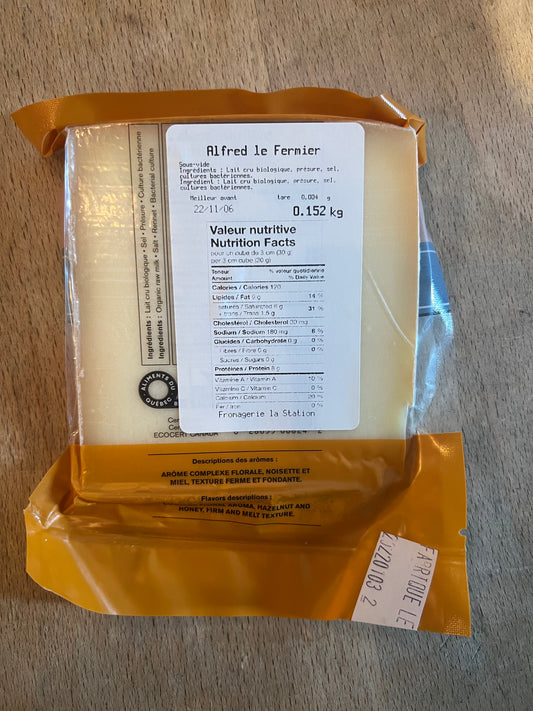 Alfred le Fermier
Sous-vide
Ingrédients : Lait cru biologique, présure, sel,
cultures bactériennes.
Ingrédient : Lait cru biologique, présure, sel,
cultures bactériennes.
Meilleur avant
tare 0.004 g
22/11/06
0.152 kg
Valeur nutritive
Nutrition Facts
pour un cube du 3 cm (30 g)
per 3 cm cube (30 g)
Teneur % valeur quotidienne
Amount % Daily Value
Calories / Calories 120
Lipides / Fat 9 g 14 %
saturés / Saturated 6 g 31 %
+ trans / Trans
Cholestérol / Cholesterol 30 mg
Sodium / Sodium 180 mg 6 %
Glucides / Carbohydrate 0 g 0 %
Fibres / Fibre 0 g 0 %
Sucres / Sugars 0 g
Protéines / Protein 8 g
Vitamine A / Vitamin A 10 %
Vitamine C / Vitamin C 0 %
Calcium / Calcium 20 %
Fer / Iron 0 %
Fromagerie la Station
Ingrédients : Lait cru biologique • Sel • Présure • Culture bactérienne
Ingredients : Organic raw milk • Salt • Rennet • Bacterial culture
ALIMENTS DU
QUÉBEC
ECOCERT CANADA
Descriptions des arômes :
ARÔME COMPLEXE FLORALE, NOISETTE ET
MIEL, TEXTURE FERME ET FONDANTE.
Flavors descriptions :
AROMA, HAZELNUT AND
HONEY, FIRM AND MELT TEXTURE.